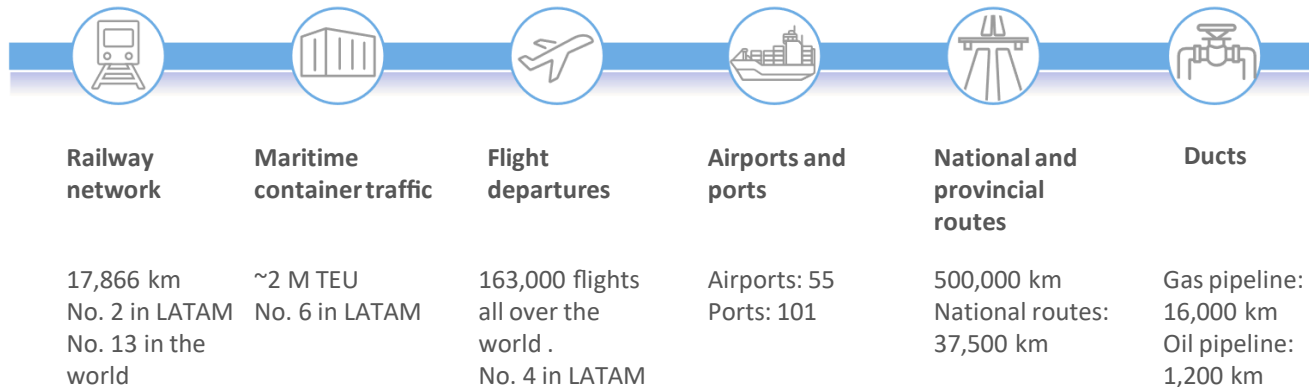 Railway
network
17,866 km
No. 2 in LATAM
No. 13 in the
world
Maritime
container traffic
~2 M TEU
No. 6 in LATAM
Flight
departures
163,000 flights
all over the
world .
No. 4 in LATAM
Airports and
ports
Airports: 55
Ports: 101
National and
provincial
routes
500,000 km
National routes:
37,500 km
Ducts
Gas pipeline:
16,000 km
Oil pipeline:
1,200 km